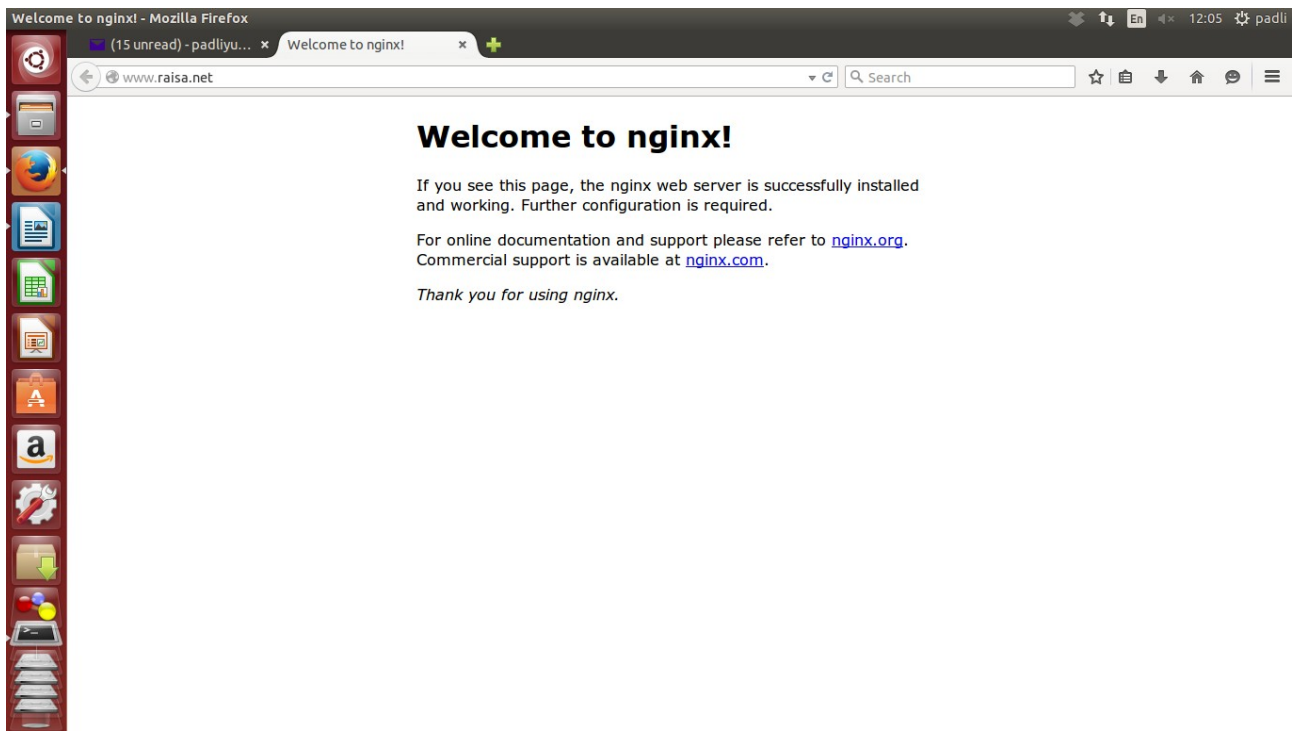 Welcome to nginx! - Mozilla Firefox
En 12:05 padli
(15 unread) - padliyu... × Welcome to nginx! ×
www.raisa.net Search
Welcome to nginx!
If you see this page, the nginx web server is successfully installed
and working. Further configuration is required.
For online documentation and support please refer to nginx.org.
Commercial support is available at nginx.com.
Thank you for using nginx.
A
a
>_